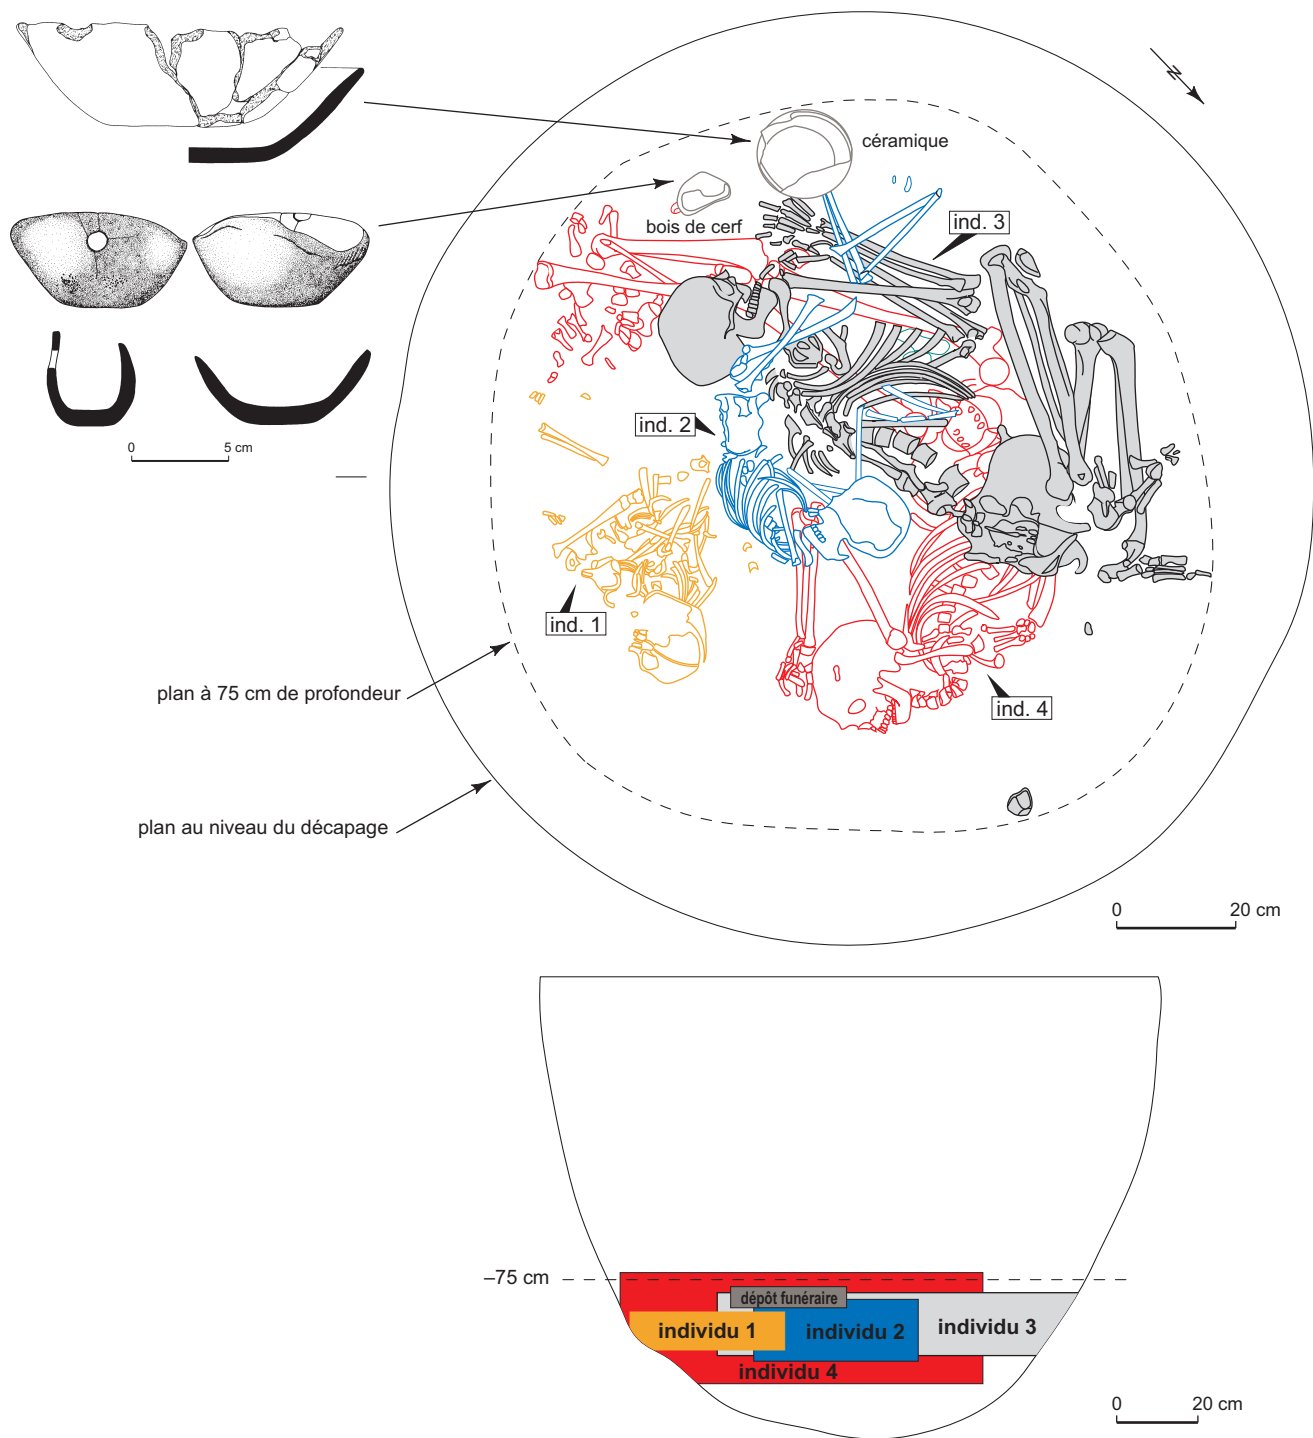 N
céramique
bois de cerf
ind. 3
ind. 2
0 5 cm
ind. 1
plan à 75 cm de profondeur
ind. 4
plan au niveau du décapage
0 20 cm
–75 cm
dépôt funéraire
individu 1
individu 2
individu 3
individu 4
0 20 cm